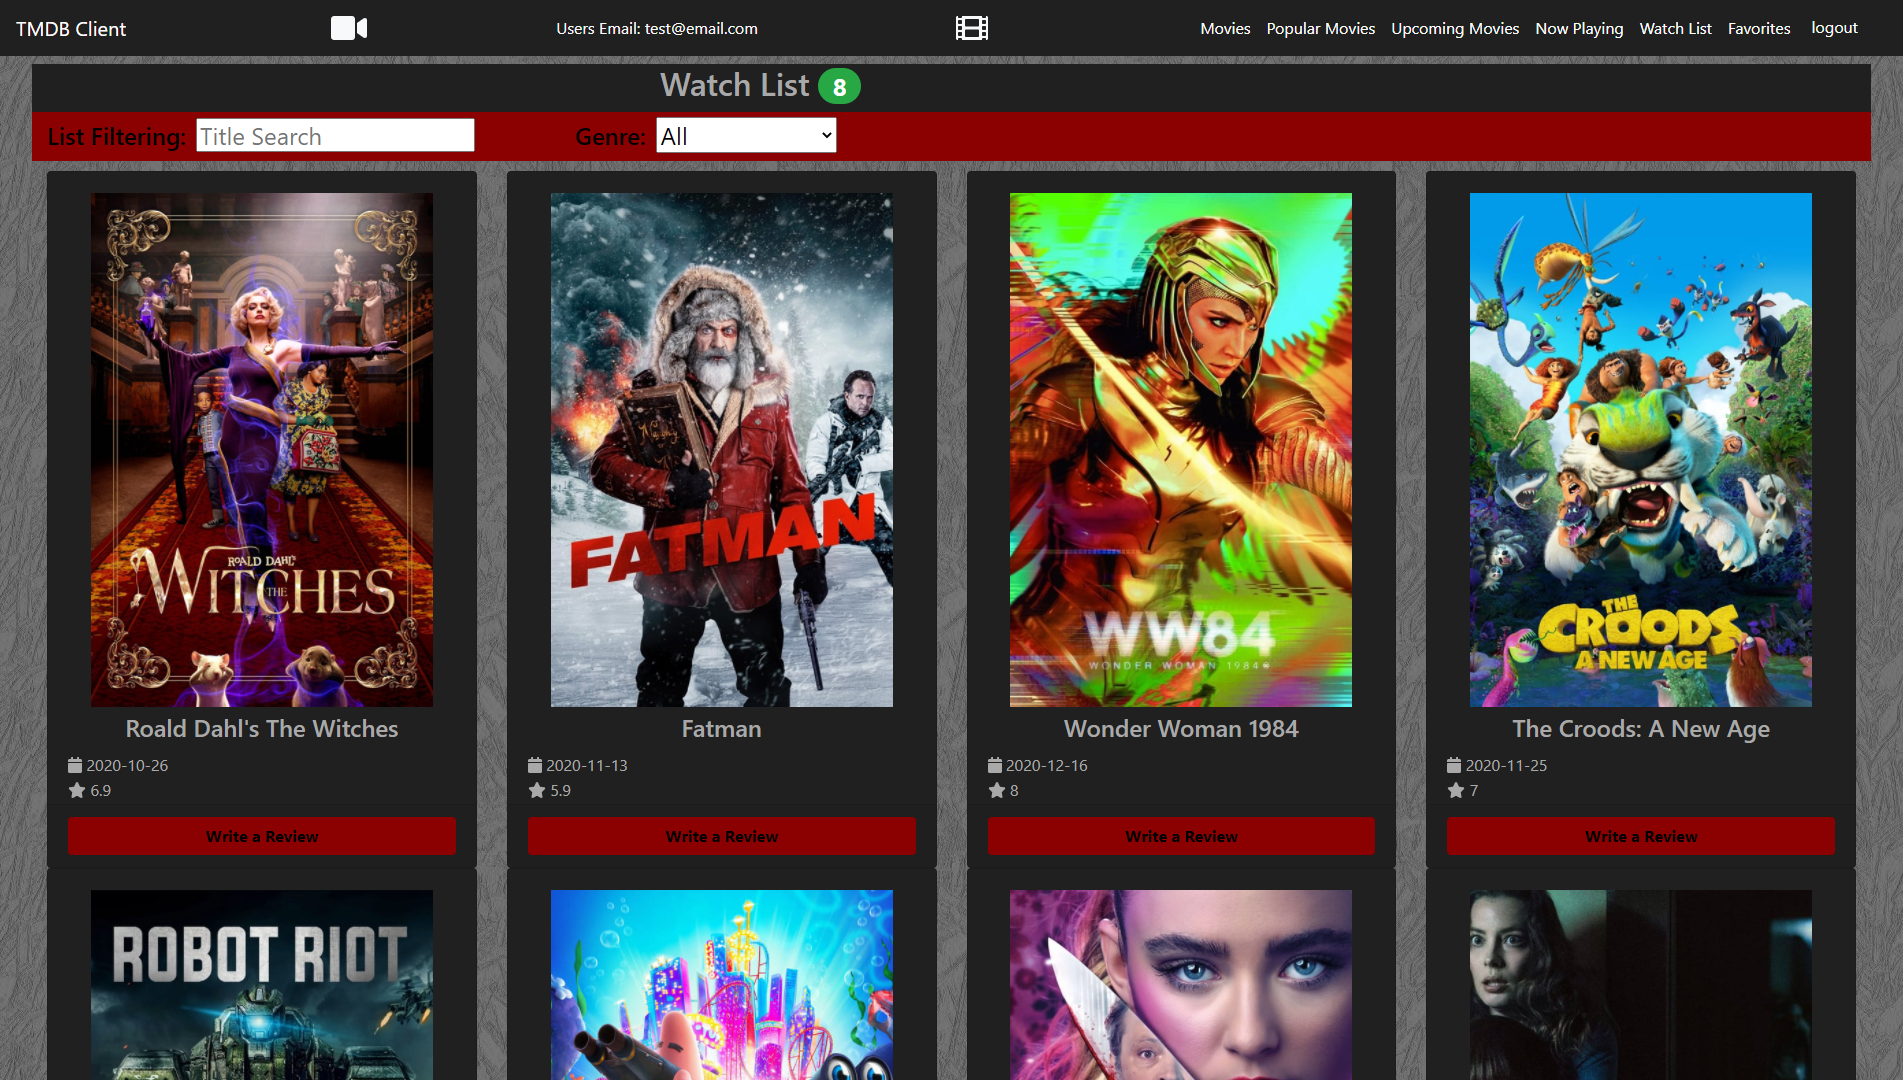 TMDB Client
Users Email: test@email.com
Movies Popular Movies Upcoming Movies Now Playing Watch List Favorites logout
Watch List 8
List Filtering: Title Search Genre: All
ROALD DAHL'S
THE
WITCHES
Naughty
FATMAN
WW84
WONDER WOMAN 1984
THE
CROODS
A NEW AGE
Roald Dahl's The Witches
2020-10-26
6.9
Write a Review
Fatman
2020-11-13
5.9
Write a Review
Wonder Woman 1984
2020-12-16
8
Write a Review
The Croods: A New Age
2020-11-25
7
Write a Review
ROBOT RIOT